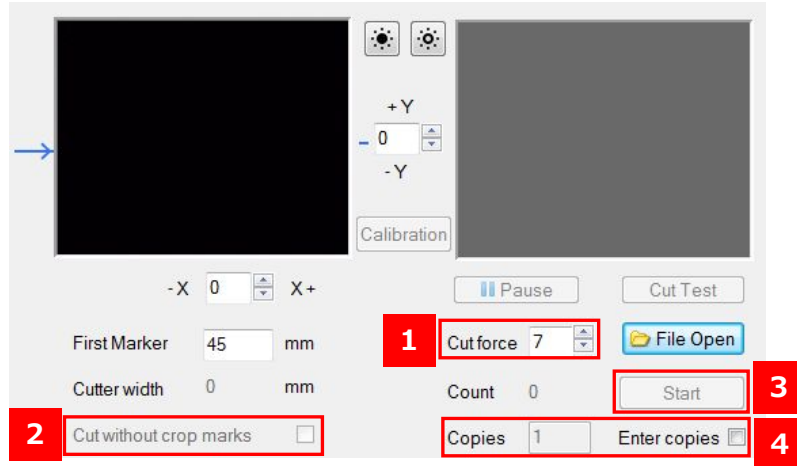 +Y
0
-Y
Calibration
-X 0 X+
Pause Cut Test
First Marker 45 mm
1 Cut force 7 File Open
Cutter width 0 mm
Count 0 Start 3
2 Cut without crop marks
Copies 1 Enter copies 4